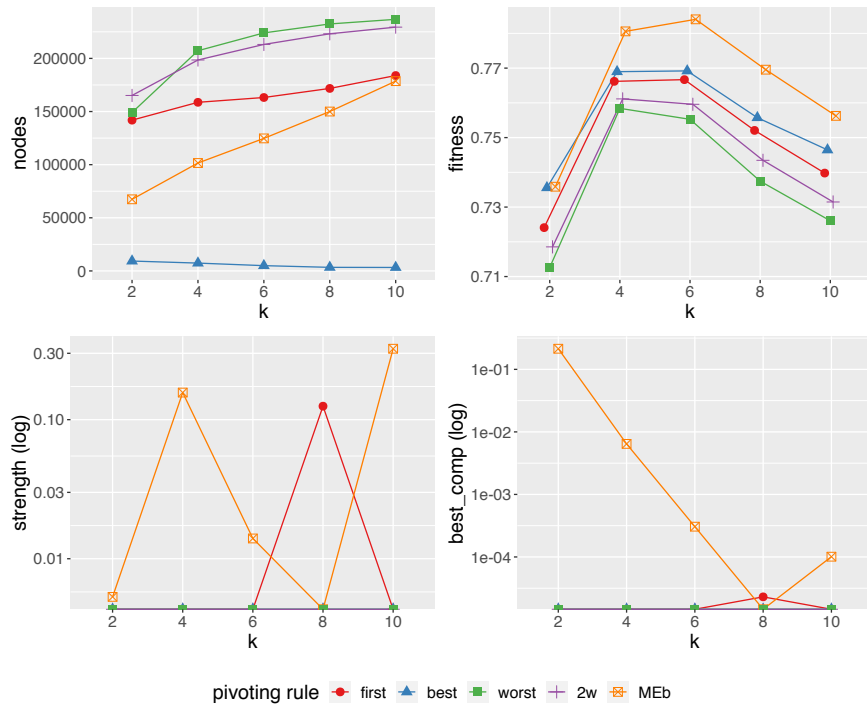 200000
150000
100000
50000
0
nodes
2 4 6 8 10
k
0.77
0.75
0.73
0.71
fitness
2 4 6 8 10
k
0.30
0.10
0.03
0.01
strength (log)
2 4 6 8 10
k
1e-01
1e-02
1e-03
1e-04
best_comp (log)
2 4 6 8 10
k
pivoting rule first best worst 2w MEb